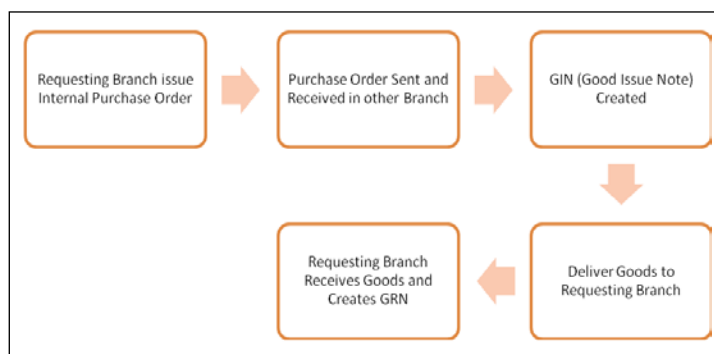 Requesting Branch issue
Internal Purchase Order
Purchase Order Sent and
Received in other Branch
GIN (Good Issue Note)
Created
Deliver Goods to
Requesting Branch
Requesting Branch
Receives Goods and
Creates GRN